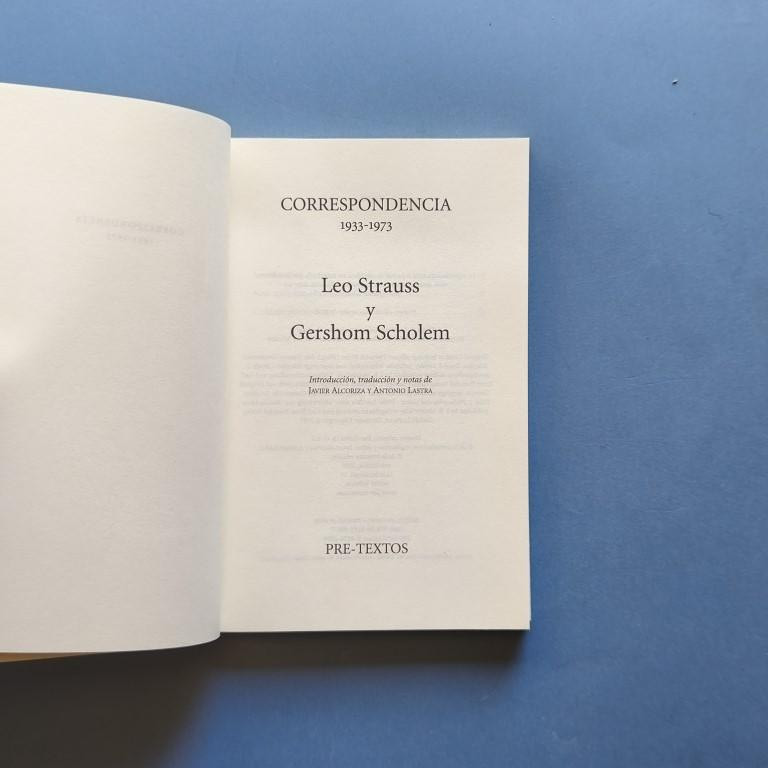 CORRESPONDENCIA
1933-1973
Leo Strauss
y
Gershom Scholem
Introducción, traducción y notas de
JAVIER ALCORIZA Y ANTONIO LASTRA
PRE-TEXTOS